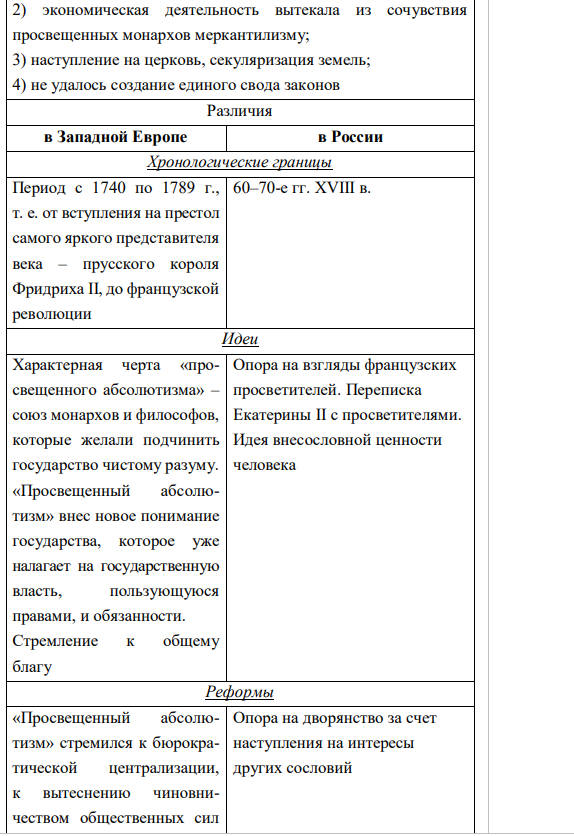 2) экономическая деятельность вытекала из сочувствия
просвещенных монархов меркантилизму;
3) наступление на церковь, секуляризация земель;
4) не удалось создание единого свода законов
Различия
в Западной Европе
в России
Хронологические границы
Период с 1740 по 1789 г.,
т. е. от вступления на престол
самого яркого представителя
века – прусского короля
Фридриха II, до французской
революции
60–70-е гг. XVIII в.
Идеи
Характерная черта «про-
свещенного абсолютизма» –
союз монархов и философов,
которые желали подчинить
государство чистому разуму.
«Просвещенный абсолю-
тизм» внес новое понимание
государства, которое уже
налагает на государственную
власть, пользующуюся
правами, и обязанности.
Стремление к общему
благу
Опора на взгляды французских
просветителей. Переписка
Екатерины II с просветителями.
Идея внесословной ценности
человека
Реформы
«Просвещенный абсолю-
тизм» стремился к бюрокра-
тической централизации,
к вытеснению чиновни-
чеством общественных сил
Опора на дворянство за счет
наступления на интересы
других сословий